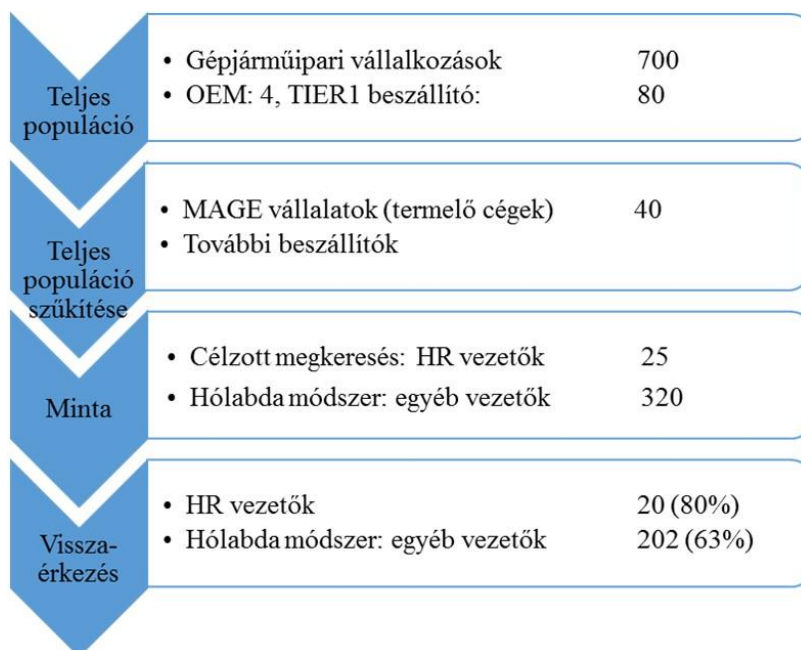 Teljes
populáció
• Gépjárműipari vállalkozások 700
• OEM: 4, TIER1 beszállító: 80
Teljes
populáció
szűkítése
• MAGE vállalatok (termelő cégek) 40
• További beszállítók
Minta
• Célzott megkeresés: HR vezetők 25
• Hólabda módszer: egyéb vezetők 320
Vissza-
érkezés
• HR vezetők 20 (80%)
• Hólabda módszer: egyéb vezetők 202 (63%)